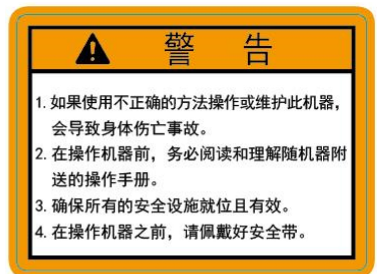 警 告
1. 如果使用不正确的方法操作或维护此机器，
会导致身体伤亡事故。
2. 在操作机器前，务必阅读和理解随机器附
送的操作手册。
3. 确保所有的安全设施就位且有效。
4. 在操作机器之前，请佩戴好安全带。